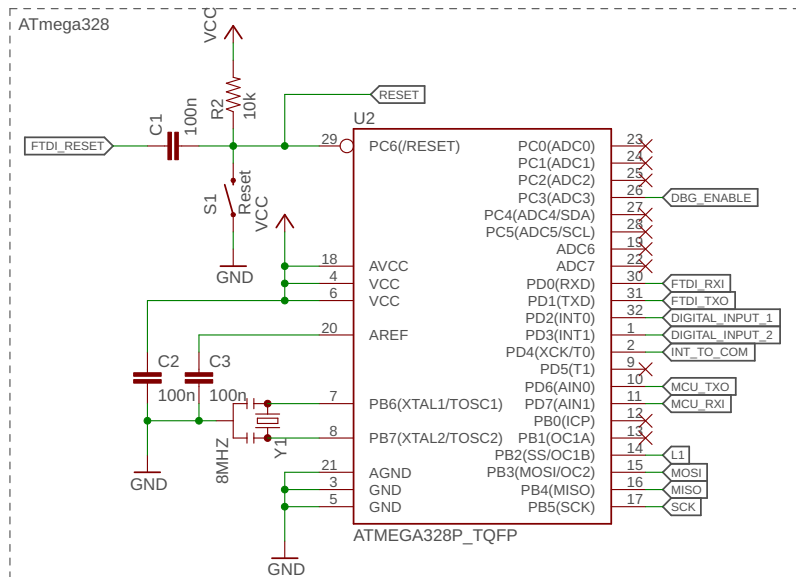 ATmega328
VCC
R2
10k
C1
100n
FTDI_RESET
RESET
S1
Reset
GND
VCC
U2
29 PC6(/RESET)
18 AVCC
4 VCC
6 VCC
20 AREF
7 PB6(XTAL1/TOSC1)
8 PB7(XTAL2/TOSC2)
21 AGND
3 GND
5 GND
PC0(ADC0) 23
PC1(ADC1) 24
PC2(ADC2) 25
PC3(ADC3) 26 DBG_ENABLE
PC4(ADC4/SDA) 27
PC5(ADC5/SCL) 28
ADC6 19
ADC7 22
PD0(RXD) 30 FTDI_RXI
PD1(TXD) 31 FTDI_TXO
PD2(INT0) 32 DIGITAL_INPUT_1
PD3(INT1) 1 DIGITAL_INPUT_2
PD4(XCK/T0) 2 INT_TO_COM
PD5(T1) 9
PD6(AIN0) 10 MCU_TXO
PD7(AIN1) 11 MCU_RXI
PB0(ICP) 12
PB1(OC1A) 13
PB2(SS/OC1B) 14 L1
PB3(MOSI/OC2) 15 MOSI
PB4(MISO) 16 MISO
PB5(SCK) 17 SCK
C2
100n
C3
100n
8MHZ
Y1
GND
GND
ATMEGA328P_TQFP